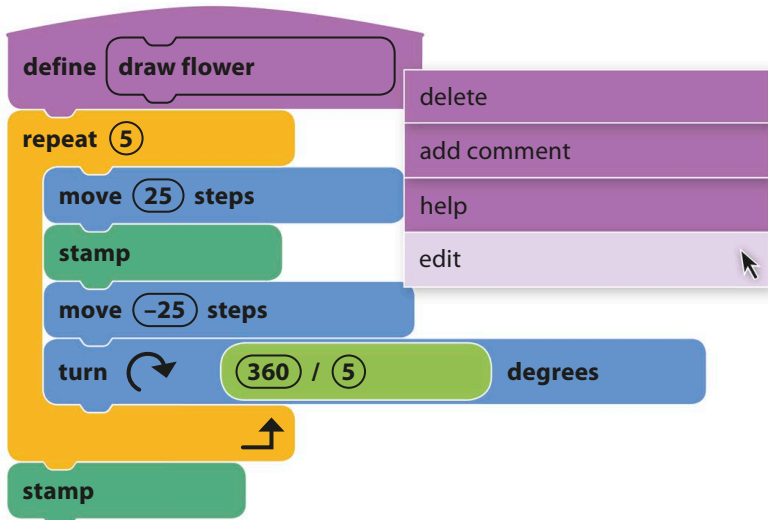 define draw flower
delete
repeat 5
add comment
move 25 steps
help
stamp
edit
move –25 steps
turn 360 / 5 degrees
stamp